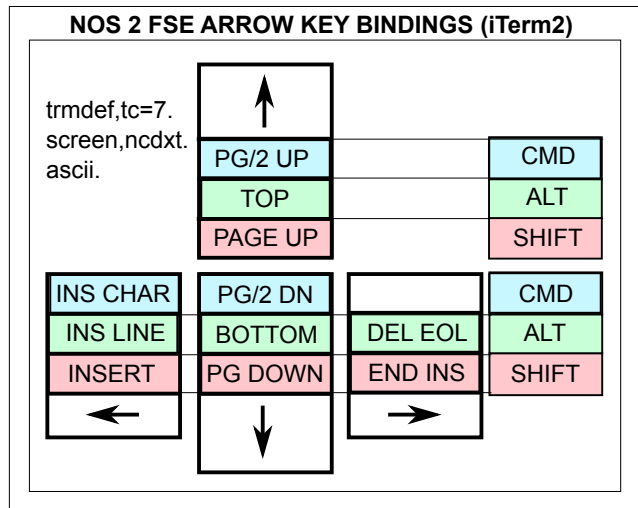 NOS 2 FSE ARROW KEY BINDINGS (iTerm2)
trmdef,tc=7.
screen,ncdxt.
ascii.
PG/2 UP CMD
TOP ALT
PAGE UP SHIFT
INS CHAR PG/2 DN CMD
INS LINE BOTTOM DEL EOL ALT
INSERT PG DOWN END INS SHIFT